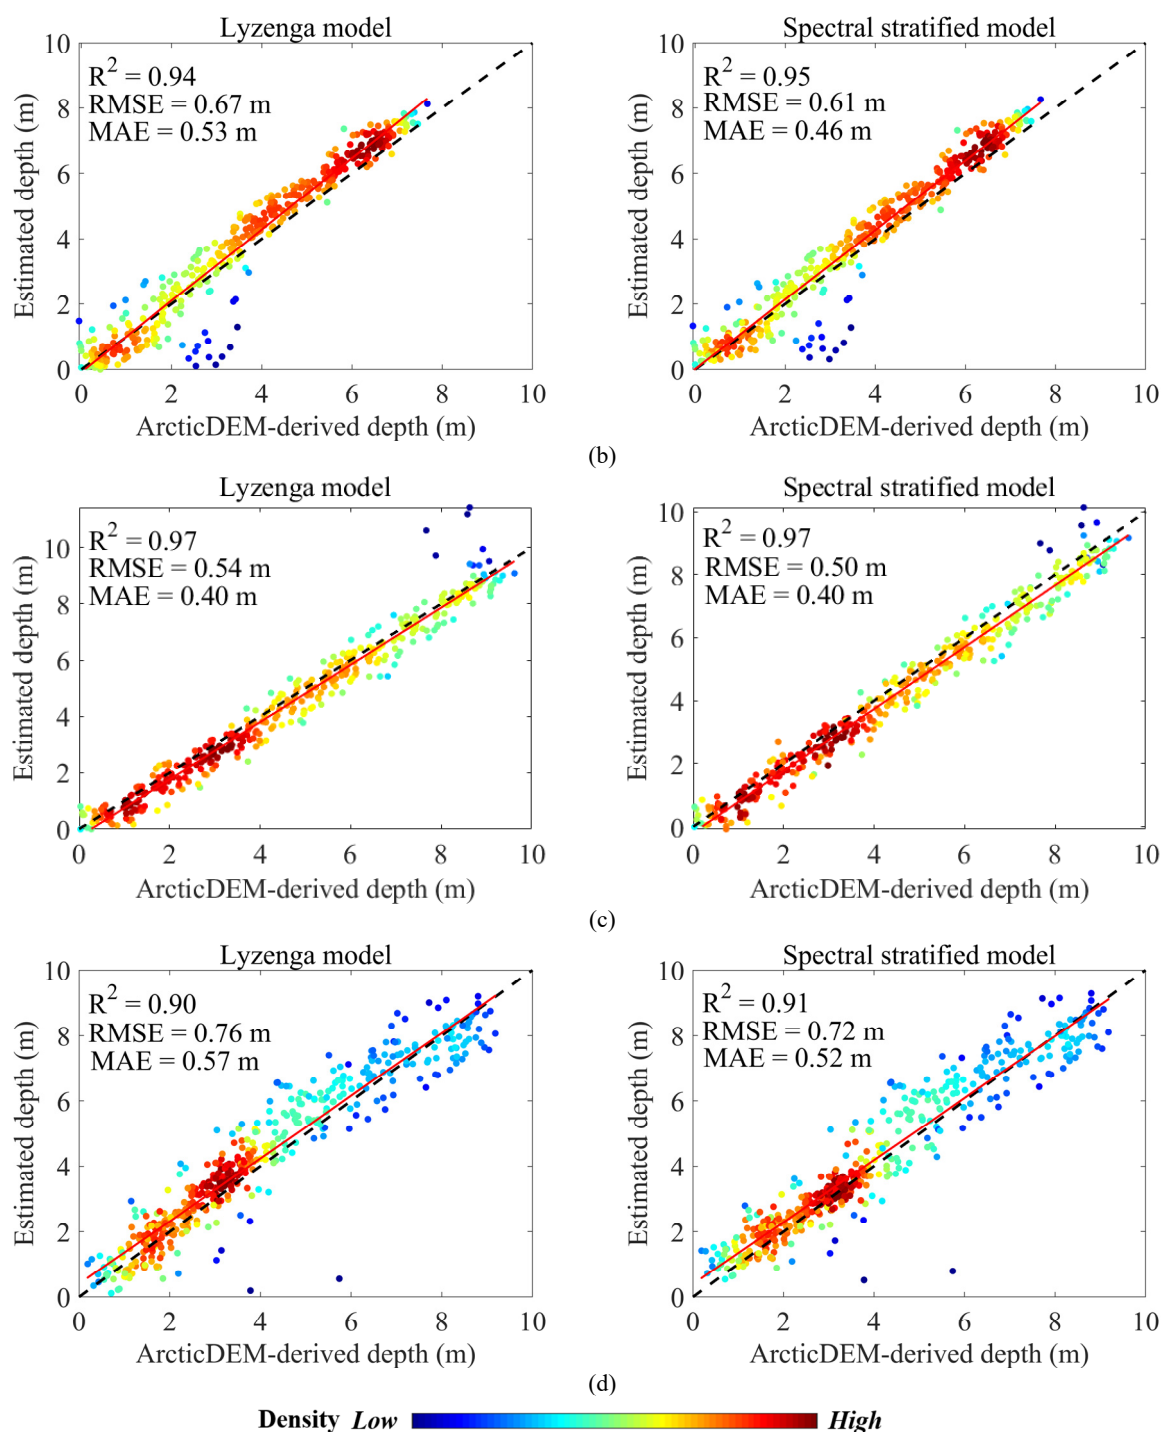 Lyzenga model
R² = 0.94
RMSE = 0.67 m
MAE = 0.53 m
Estimated depth (m)
10
8
6
4
2
0
0 2 4 6 8 10
ArcticDEM-derived depth (m)
Spectral stratified model
R² = 0.95
RMSE = 0.61 m
MAE = 0.46 m
Estimated depth (m)
10
8
6
4
2
0
0 2 4 6 8 10
ArcticDEM-derived depth (m)
(b)
Lyzenga model
R² = 0.97
RMSE = 0.54 m
MAE = 0.40 m
Estimated depth (m)
10
8
6
4
2
0
0 2 4 6 8 10
ArcticDEM-derived depth (m)
Spectral stratified model
R² = 0.97
RMSE = 0.50 m
MAE = 0.40 m
Estimated depth (m)
10
8
6
4
2
0
0 2 4 6 8 10
ArcticDEM-derived depth (m)
(c)
Lyzenga model
R² = 0.90
RMSE = 0.76 m
MAE = 0.57 m
Estimated depth (m)
10
8
6
4
2
0
0 2 4 6 8 10
ArcticDEM-derived depth (m)
Spectral stratified model
R² = 0.91
RMSE = 0.72 m
MAE = 0.52 m
Estimated depth (m)
10
8
6
4
2
0
0 2 4 6 8 10
ArcticDEM-derived depth (m)
(d)
Density Low High